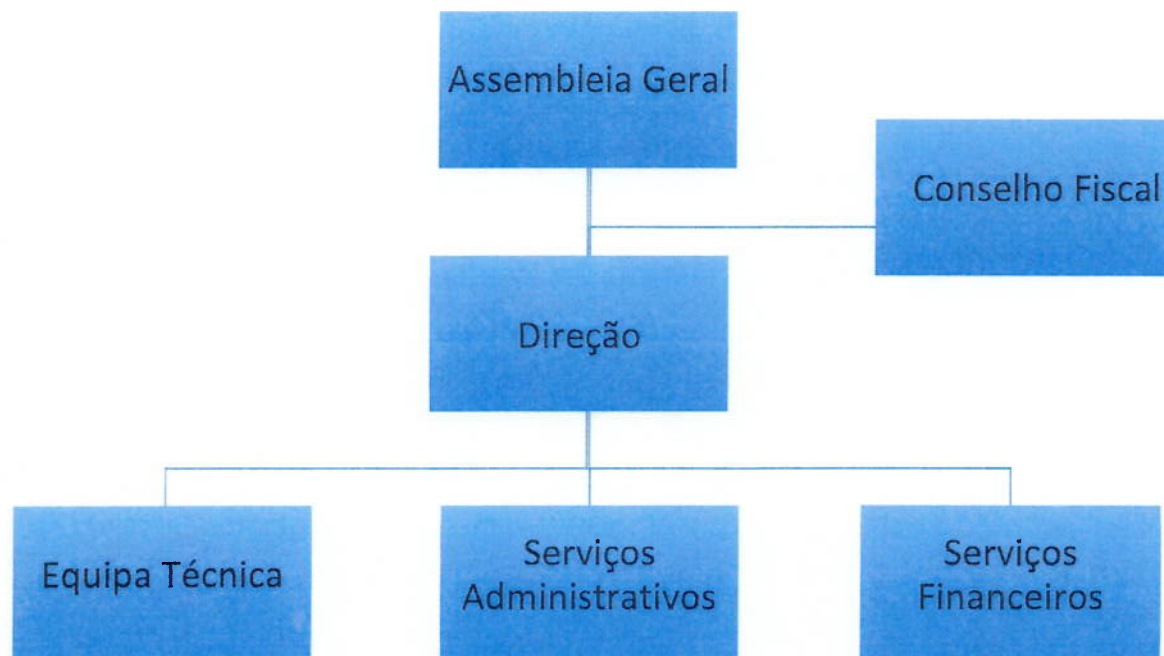 Assembleia Geral
Conselho Fiscal
Direção
Equipa Técnica
Serviços
Administrativos
Serviços
Financeiros